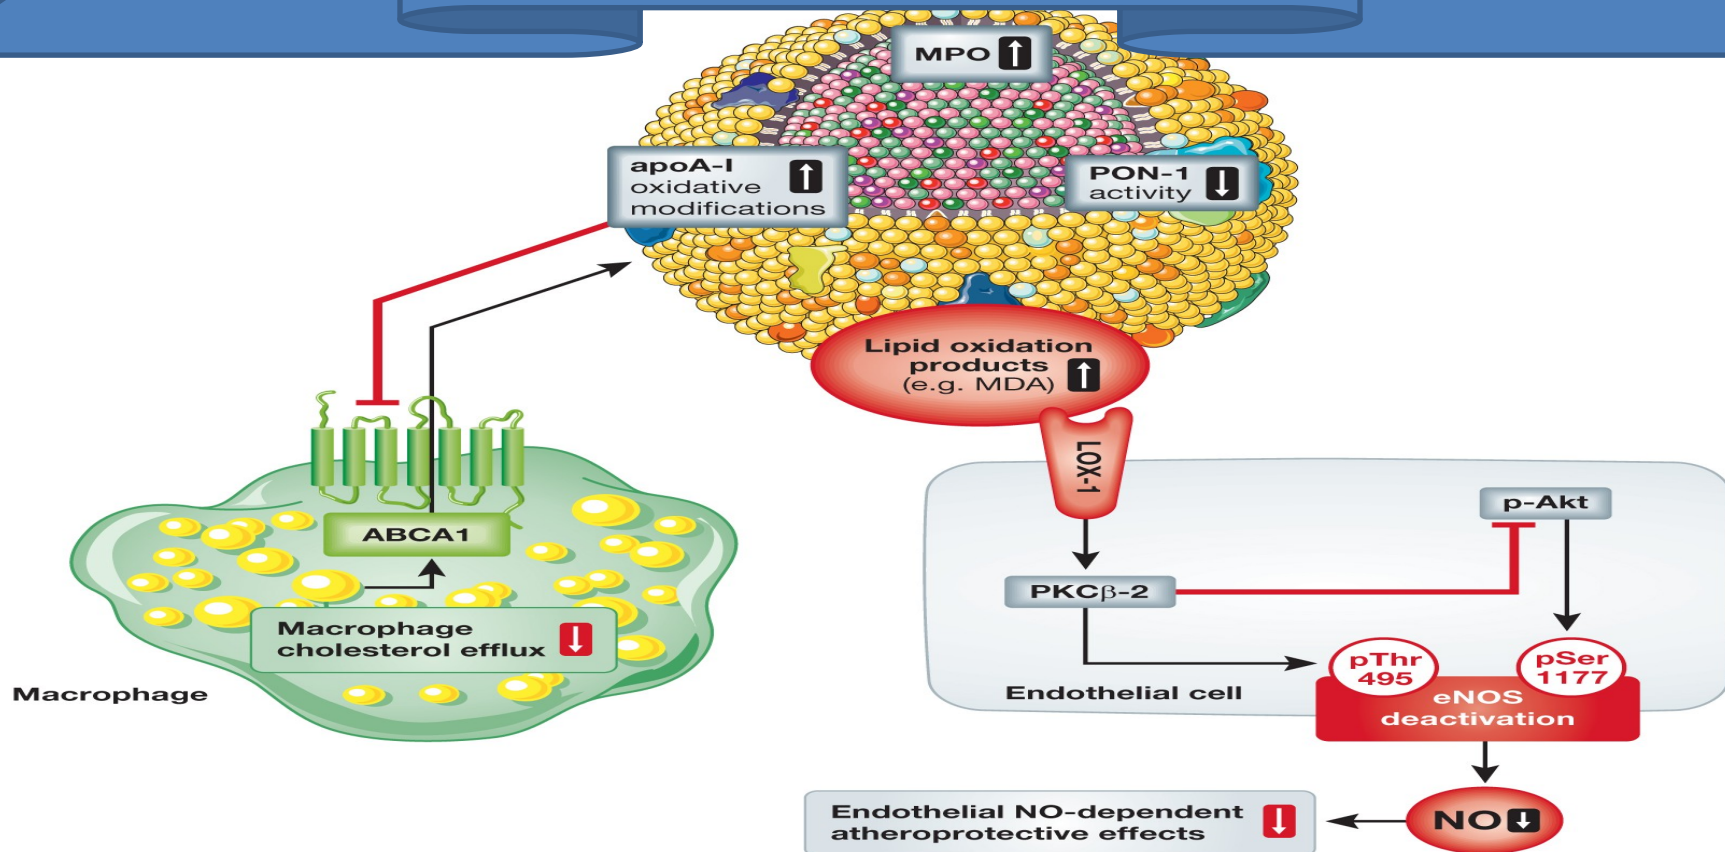 MPO ↑
apoA-I ↑
oxidative
modifications
PON-1
activity ↓
Lipid oxidation
products
(e.g. MDA) ↑
LOX-1
p-Akt
ABCA1
PKCβ-2
Macrophage
cholesterol efflux ↓
Macrophage
Endothelial cell
pThr
495
pSer
1177
eNOS
deactivation
NO ↓
Endothelial NO-dependent
atheroprotective effects ↓